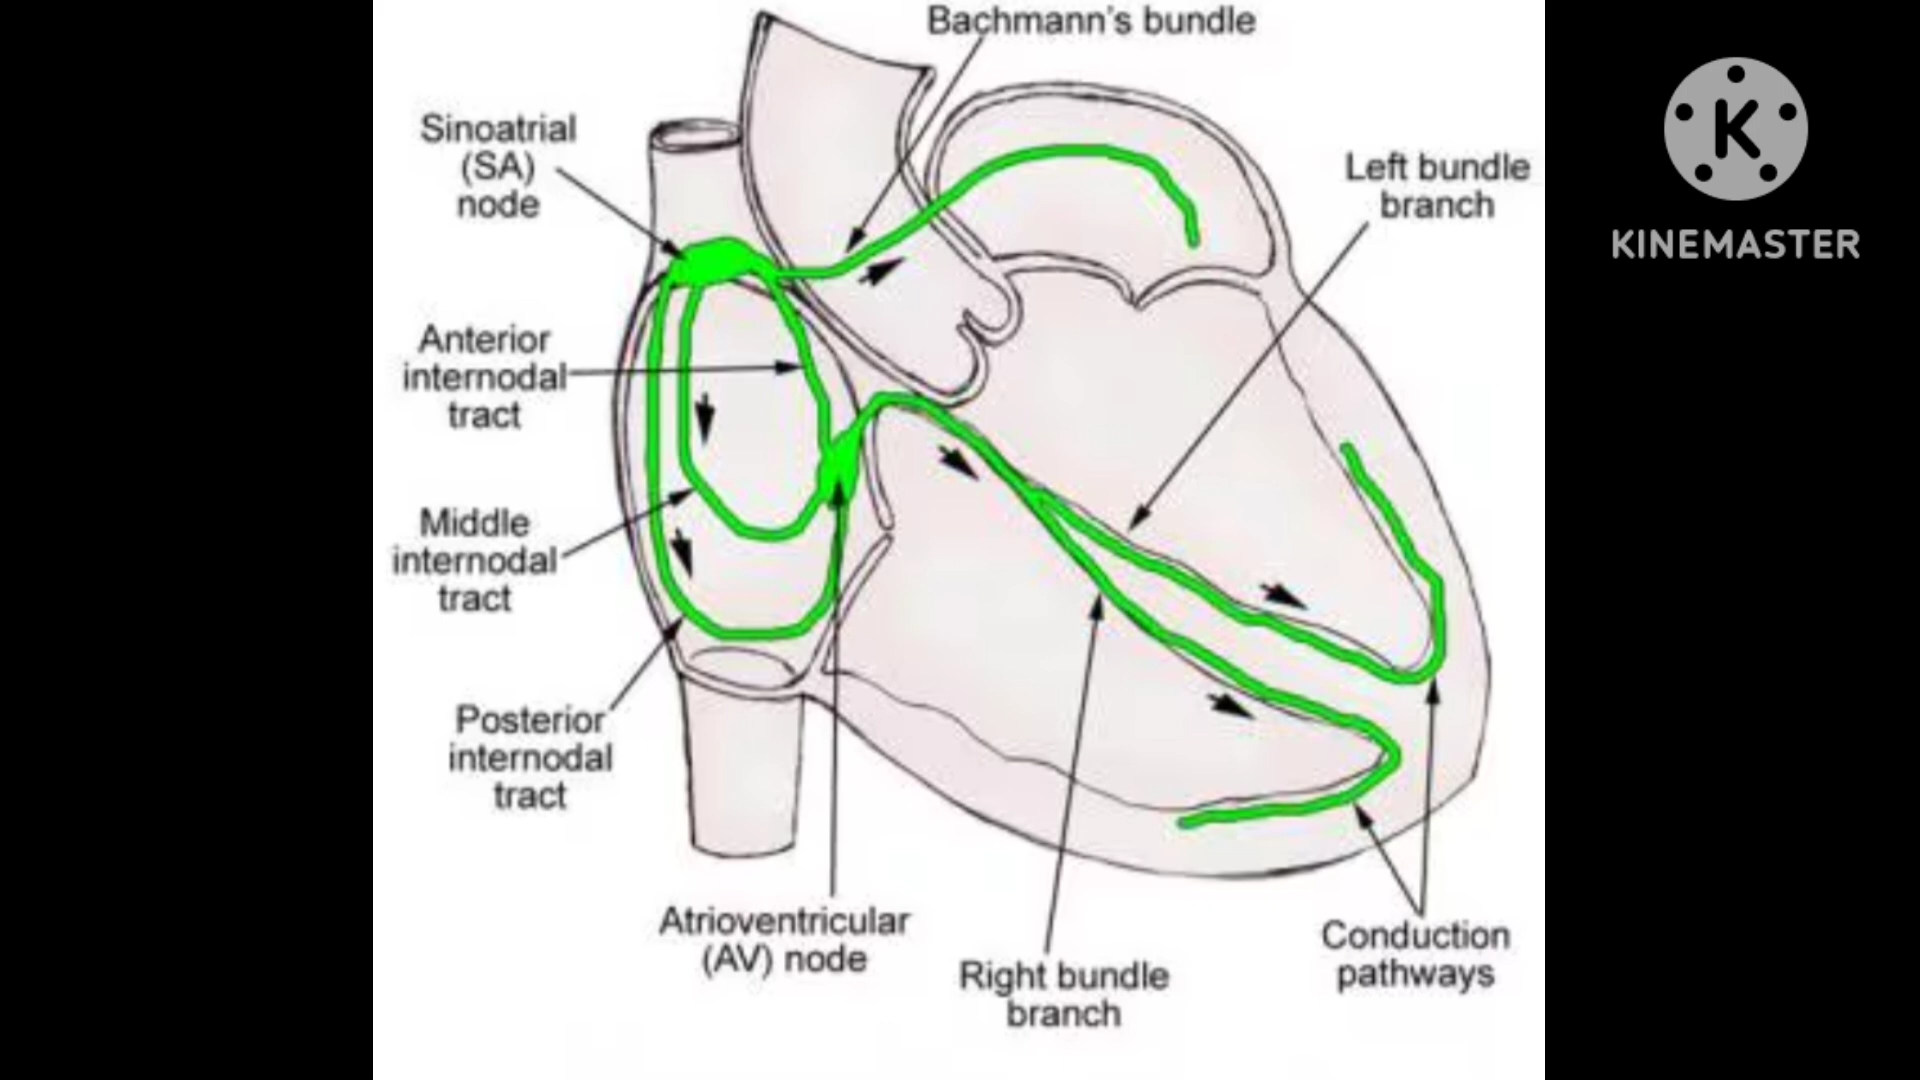 Bachmann's bundle
Sinoatrial
(SA)
node
Left bundle
branch
K
KINEMASTER
Anterior
internodal
tract
Middle
internodal
tract
Posterior
internodal
tract
Atrioventricular
(AV) node
Right bundle
branch
Conduction
pathways